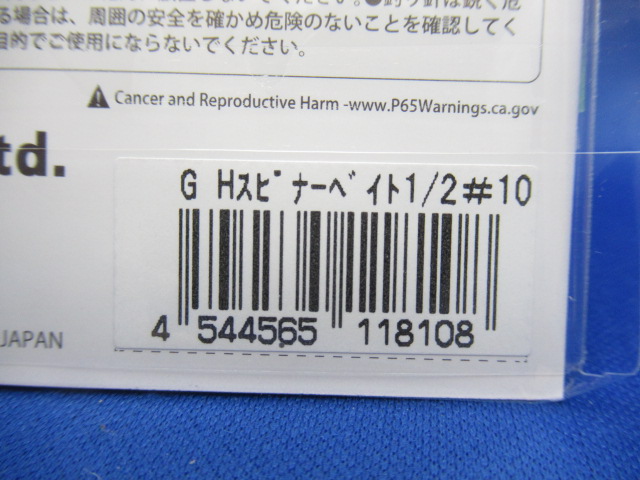 る場合は、周囲の安全を確かめ危険のないことを確認してく
目的でご使用にならないでください。
⚠ Cancer and Reproductive Harm -www.P65Warnings.ca.gov
td.
G Hスピナーベイト1/2#10
4 544565 118108
JAPAN